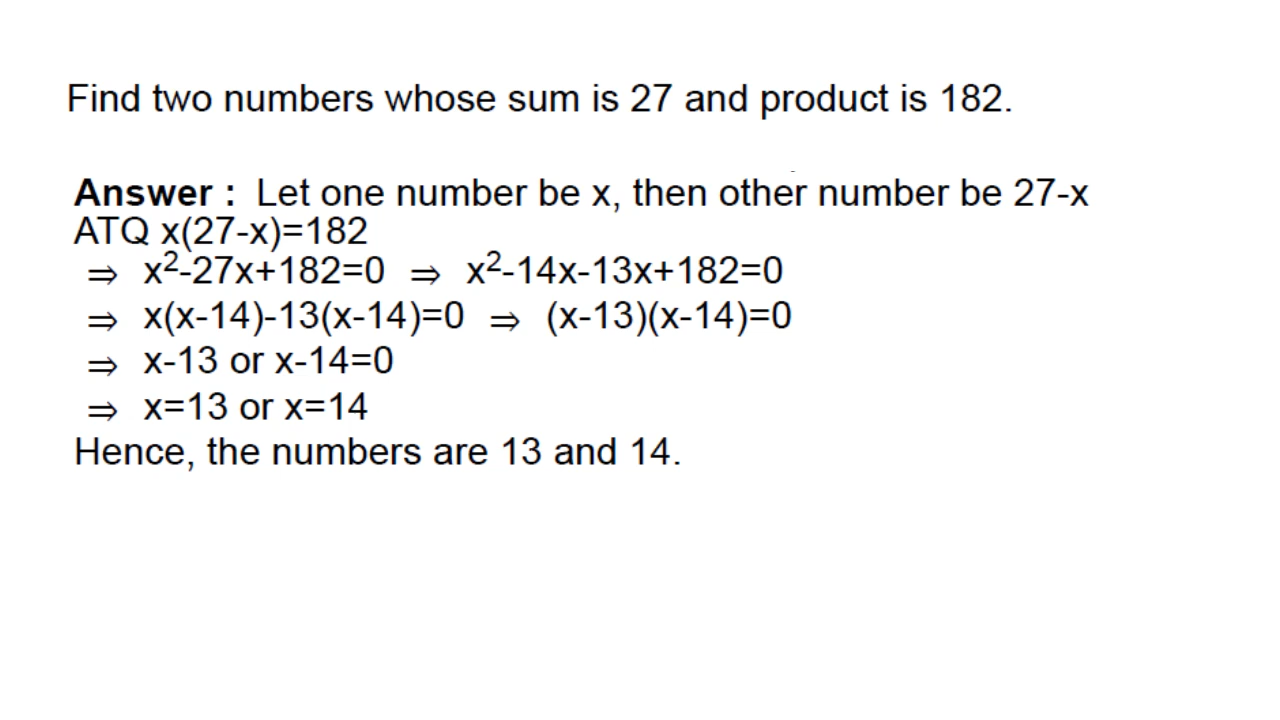 Find two numbers whose sum is 27 and product is 182.
Answer : Let one number be x, then other number be 27-x
ATQ x(27-x)=182
⇒ x²-27x+182=0 ⇒ x²-14x-13x+182=0
⇒ x(x-14)-13(x-14)=0 ⇒ (x-13)(x-14)=0
⇒ x-13 or x-14=0
⇒ x=13 or x=14
Hence, the numbers are 13 and 14.